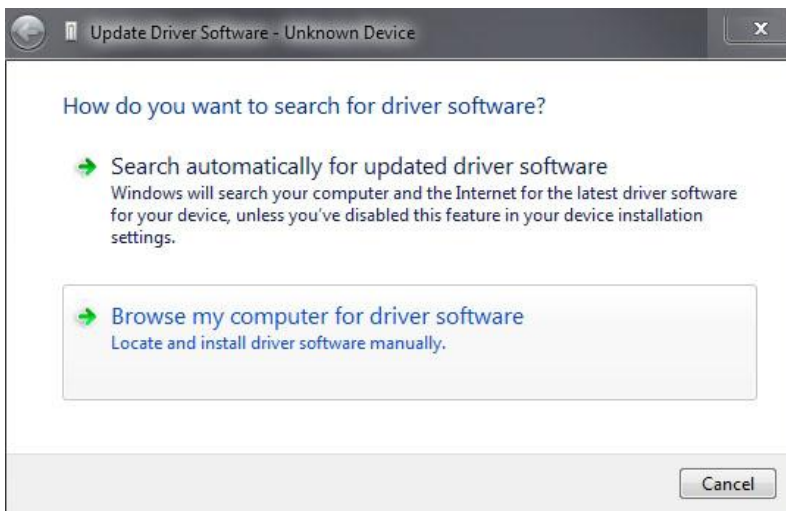 Update Driver Software - Unknown Device
x
How do you want to search for driver software?
Search automatically for updated driver software
Windows will search your computer and the Internet for the latest driver software
for your device, unless you've disabled this feature in your device installation
settings.
Browse my computer for driver software
Locate and install driver software manually.
Cancel